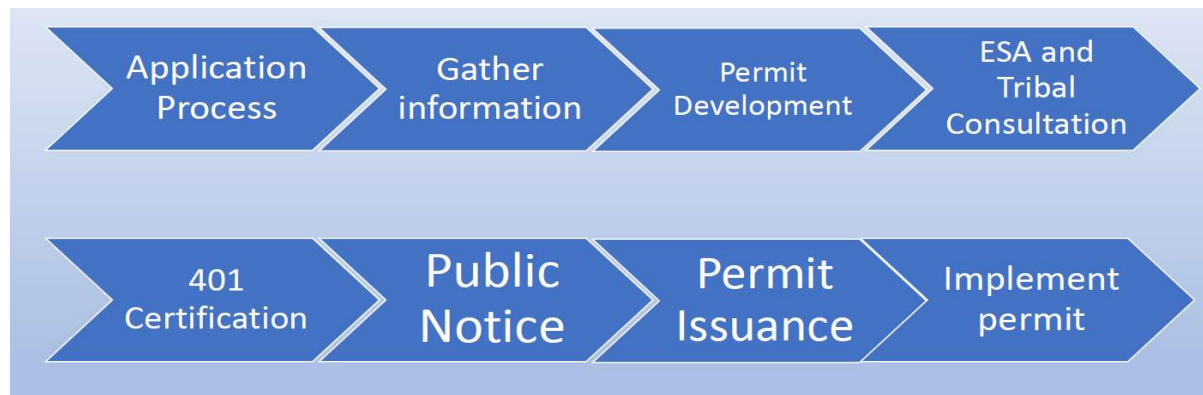 Application
Process
Gather
information
Permit
Development
ESA and
Tribal
Consultation
401
Certification
Public
Notice
Permit
Issuance
Implement
permit